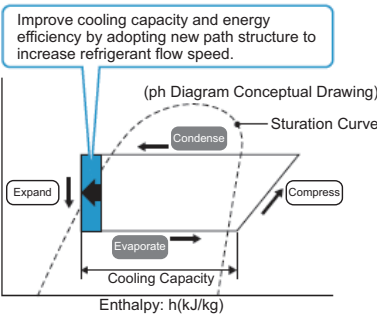 Improve cooling capacity and energy
efficiency by adopting new path structure to
increase refrigerant flow speed.
(ph Diagram Conceptual Drawing)
Sturation Curve
Condense
Expand
Compress
Evaporate
Cooling Capacity
Enthalpy: h(kJ/kg)